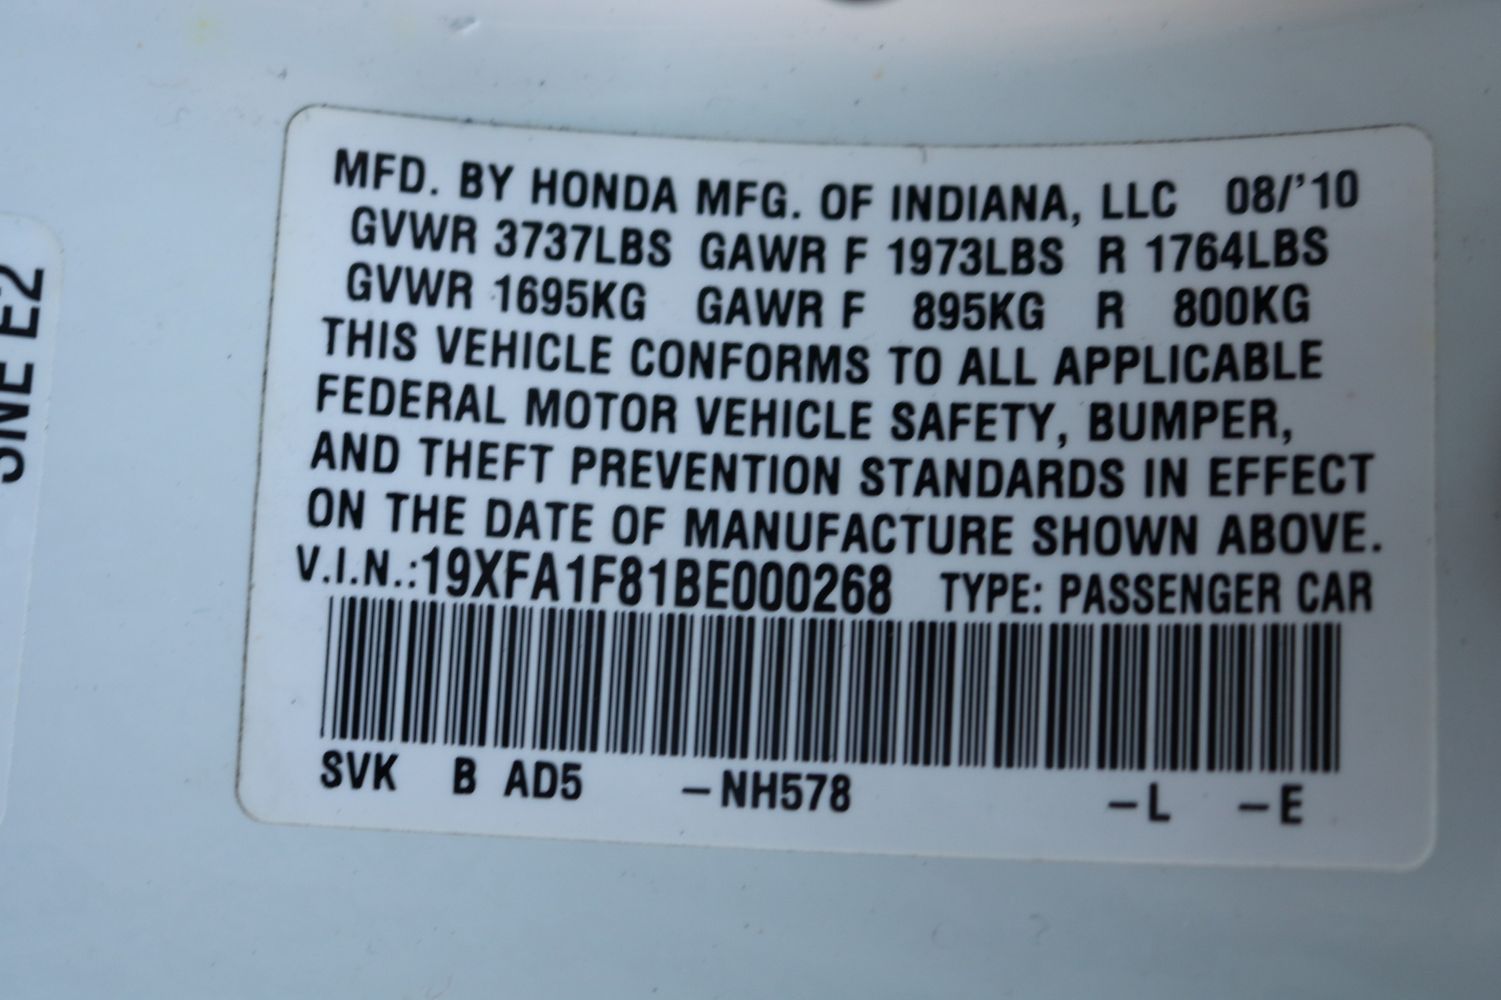 MFD. BY HONDA MFG. OF INDIANA, LLC 08/'10
GVWR 3737LBS GAWR F 1973LBS R 1764LBS
GVWR 1695KG GAWR F 895KG R 800KG
THIS VEHICLE CONFORMS TO ALL APPLICABLE
FEDERAL MOTOR VEHICLE SAFETY, BUMPER,
AND THEFT PREVENTION STANDARDS IN EFFECT
ON THE DATE OF MANUFACTURE SHOWN ABOVE.
V.I.N.:19XFA1F81BE000268 TYPE: PASSENGER CAR
SVK B AD5 –NH578 –L –E
SNE E2